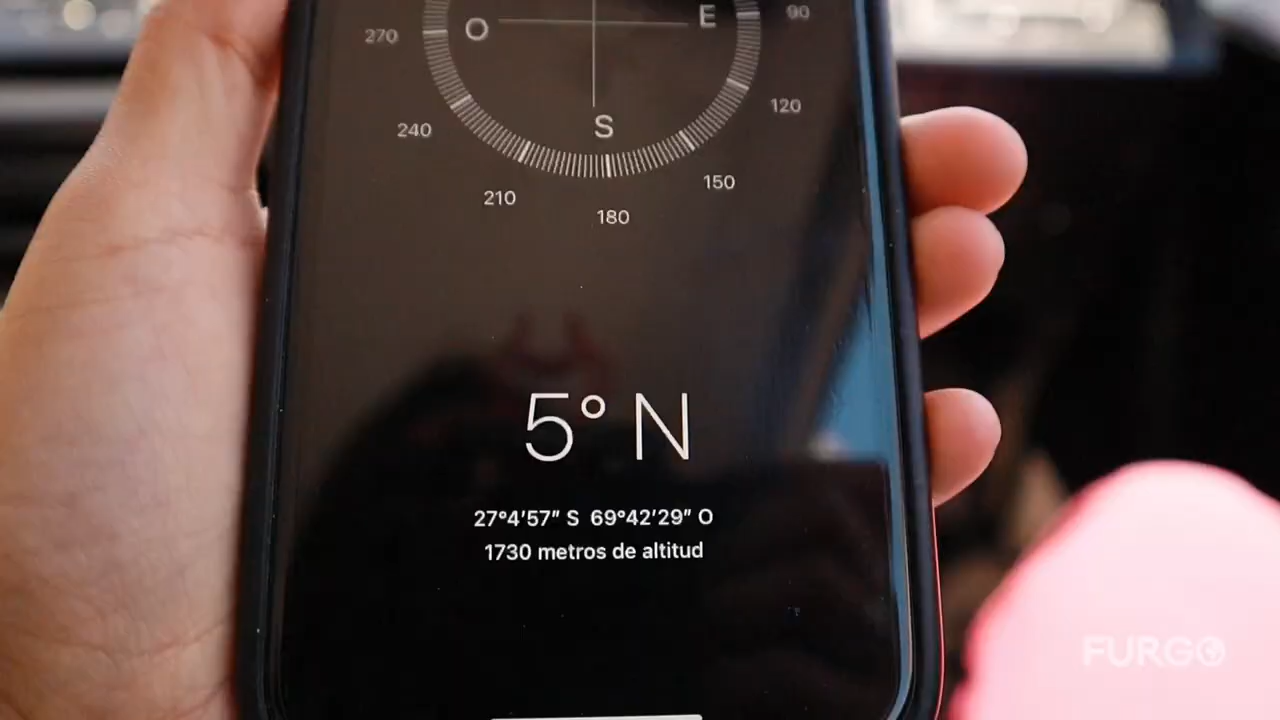 O E
270 90
240 120
S
210 150
180
5° N
27°4'57" S 69°42'29" O
1730 metros de altitud
FURGO